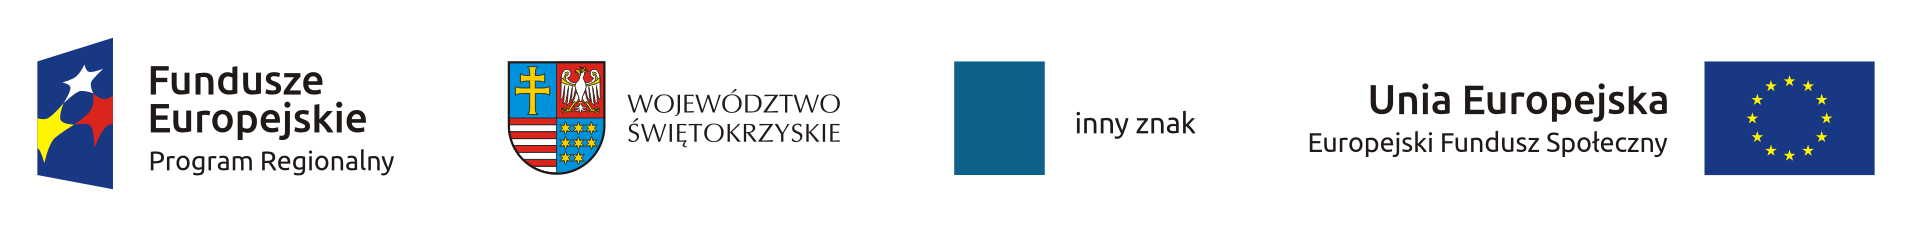 Fundusze
Europejskie
Program Regionalny
WOJEWÓDZTWO
ŚWIĘTOKRZYSKIE
inny znak
Unia Europejska
Europejski Fundusz Społeczny